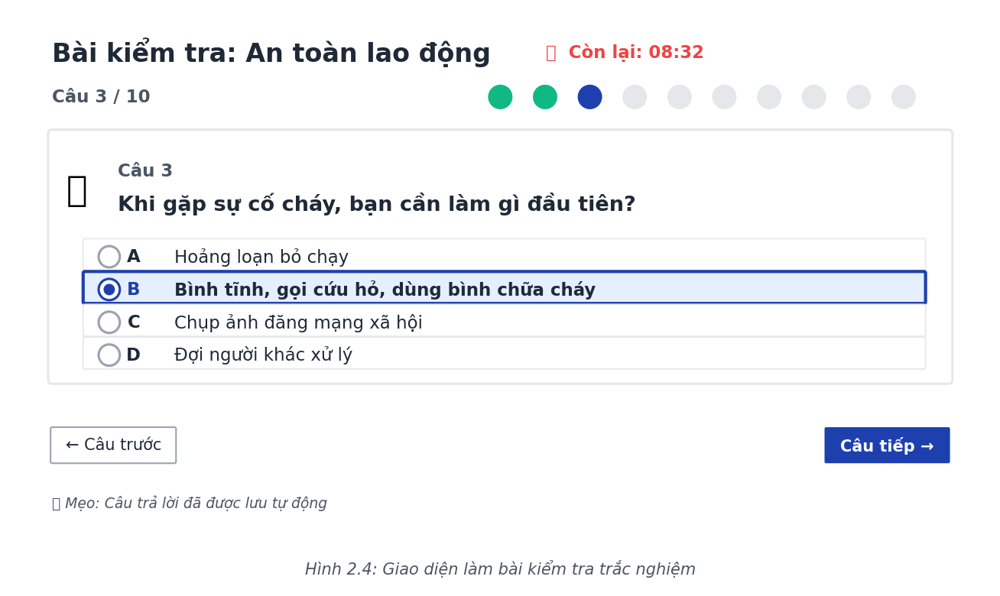 Bài kiểm tra: An toàn lao động
Còn lại: 08:32
Câu 3 / 10
Câu 3
Khi gặp sự cố cháy, bạn cần làm gì đầu tiên?
A Hoảng loạn bỏ chạy
B Bình tĩnh, gọi cứu hỏ, dùng bình chữa cháy
C Chụp ảnh đăng mạng xã hội
D Đợi người khác xử lý
← Câu trước
Câu tiếp →
Mẹo: Câu trả lời đã được lưu tự động
Hình 2.4: Giao diện làm bài kiểm tra trắc nghiệm